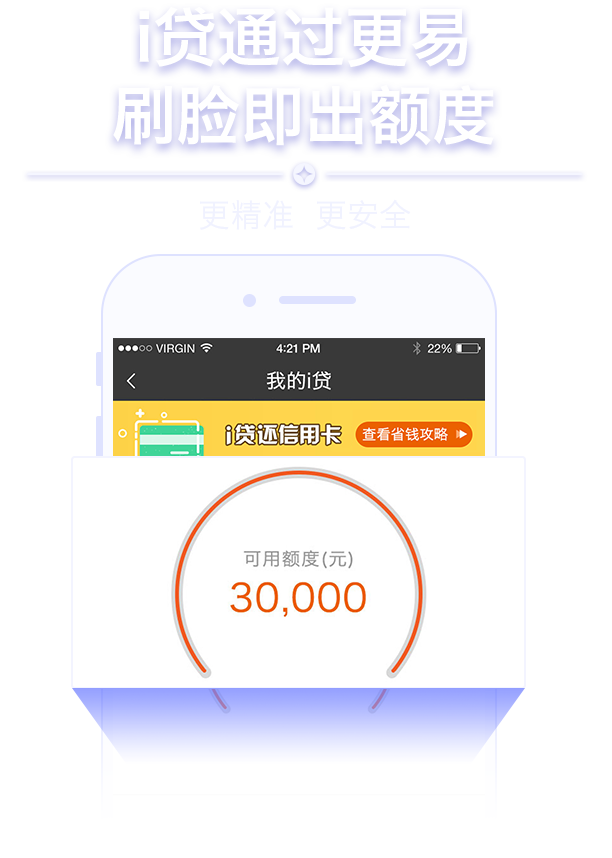 i贷通过更易
刷脸即出额度
更精准 更安全
VIRGIN 4:21 PM 22%
我的i贷
i贷还信用卡 查看省钱攻略
可用额度(元)
30,000